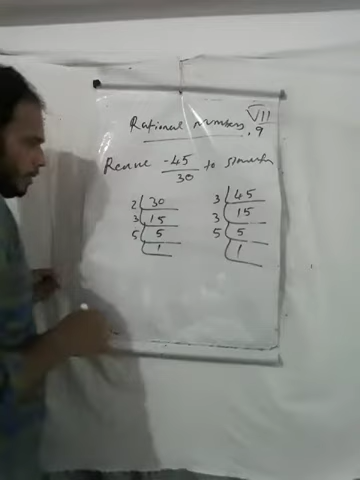 Rational numbers VII
9
Reduce -45/30 to standard
2 | 30 3 | 45
3 | 15 3 | 15
5 | 5 5 | 5
1 1